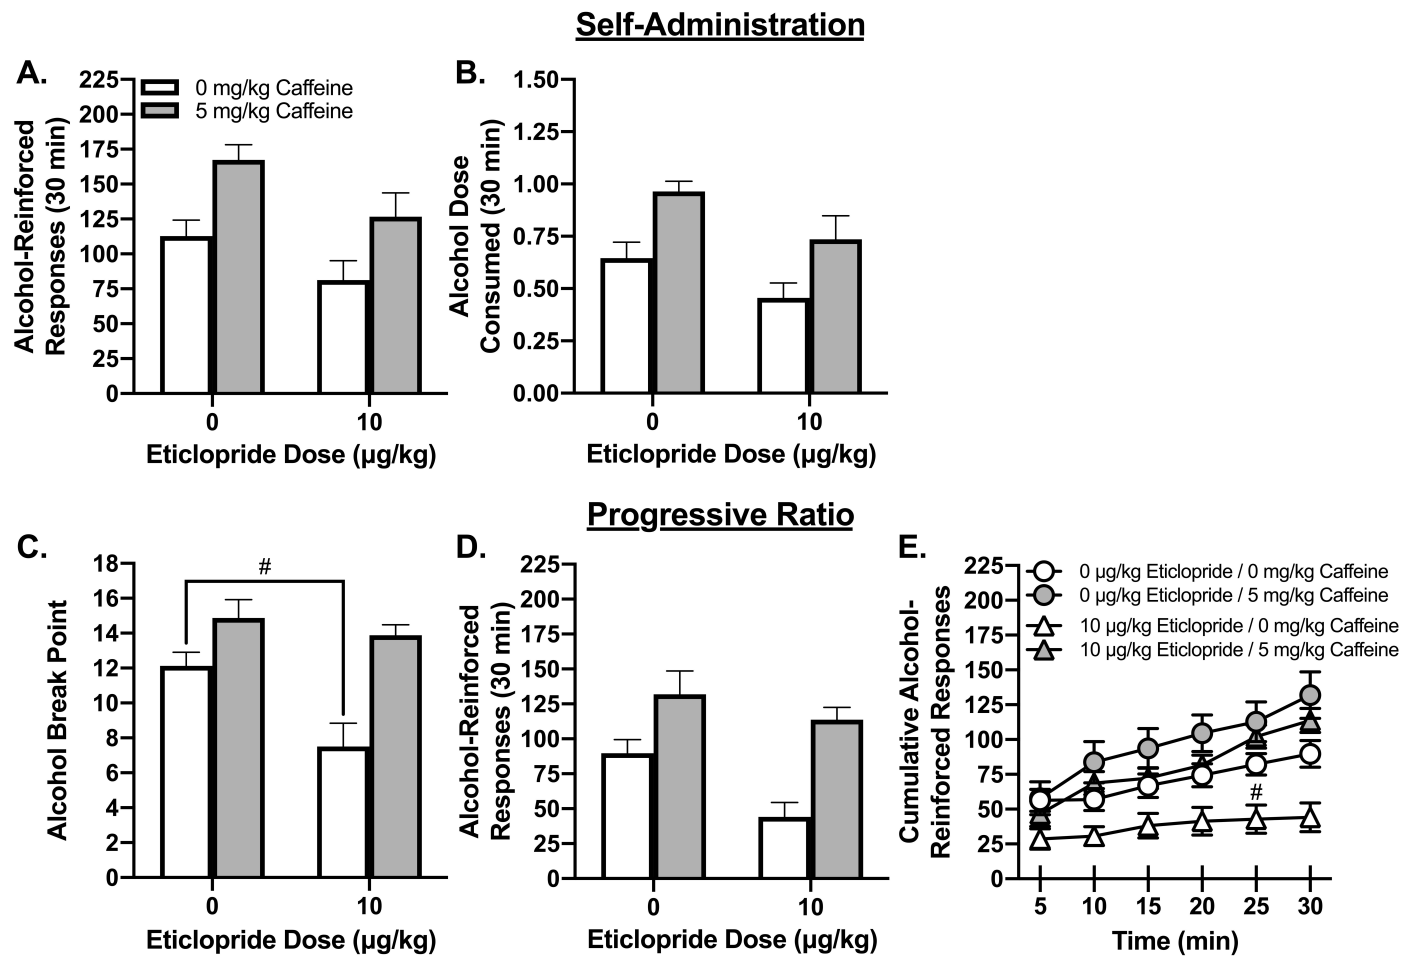 Self-Administration
A.
225
200
175
150
125
100
75
50
25
0
Alcohol-Reinforced
Responses (30 min)
0 mg/kg Caffeine
5 mg/kg Caffeine
0 10
Eticlopride Dose (µg/kg)
B.
1.50
1.25
1.00
0.75
0.50
0.25
0.00
Alcohol Dose
Consumed (30 min)
0 10
Eticlopride Dose (µg/kg)
Progressive Ratio
C.
18
16
14
12
10
8
6
4
2
0
Alcohol Break Point
#
0 10
Eticlopride Dose (µg/kg)
D.
225
200
175
150
125
100
75
50
25
0
Alcohol-Reinforced
Responses (30 min)
0 10
Eticlopride Dose (µg/kg)
E.
225
200
175
150
125
100
75
50
25
0
Cumulative Alcohol-
Reinforced Responses
0 µg/kg Eticlopride / 0 mg/kg Caffeine
0 µg/kg Eticlopride / 5 mg/kg Caffeine
10 µg/kg Eticlopride / 0 mg/kg Caffeine
10 µg/kg Eticlopride / 5 mg/kg Caffeine
#
5 10 15 20 25 30
Time (min)